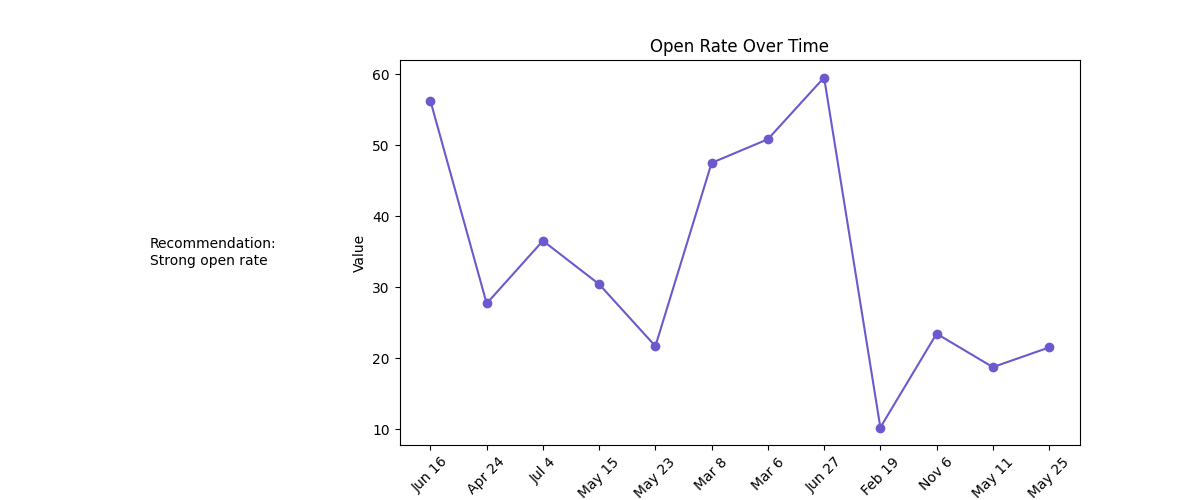 Open Rate Over Time
Recommendation:
Strong open rate
Value
60
50
40
30
20
10
Jun 16
Apr 24
Jul 4
May 15
May 23
Mar 8
Mar 6
Jun 27
Feb 19
Nov 6
May 11
May 25